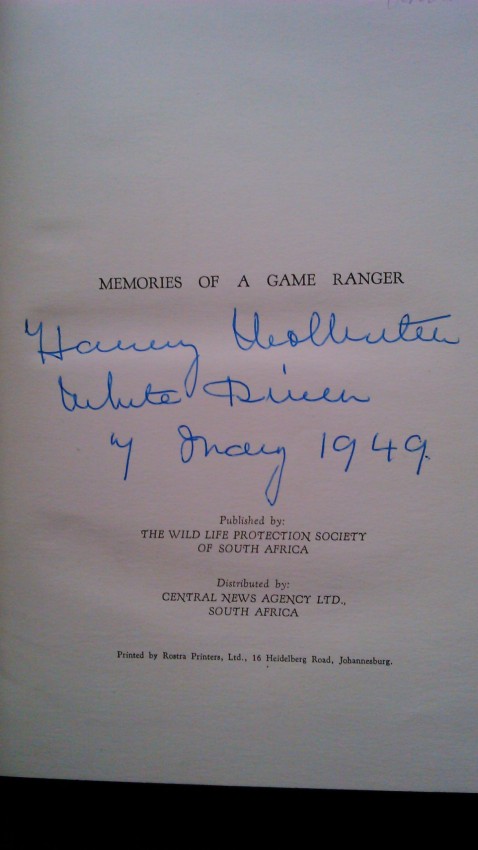 MEMORIES OF A GAME RANGER
Harry Wolhuter
White River
7 May 1949.
Published by:
THE WILD LIFE PROTECTION SOCIETY
OF SOUTH AFRICA
Distributed by:
CENTRAL NEWS AGENCY LTD.,
SOUTH AFRICA
Printed by Rostra Printers, Ltd., 16 Heidelberg Road, Johannesburg.